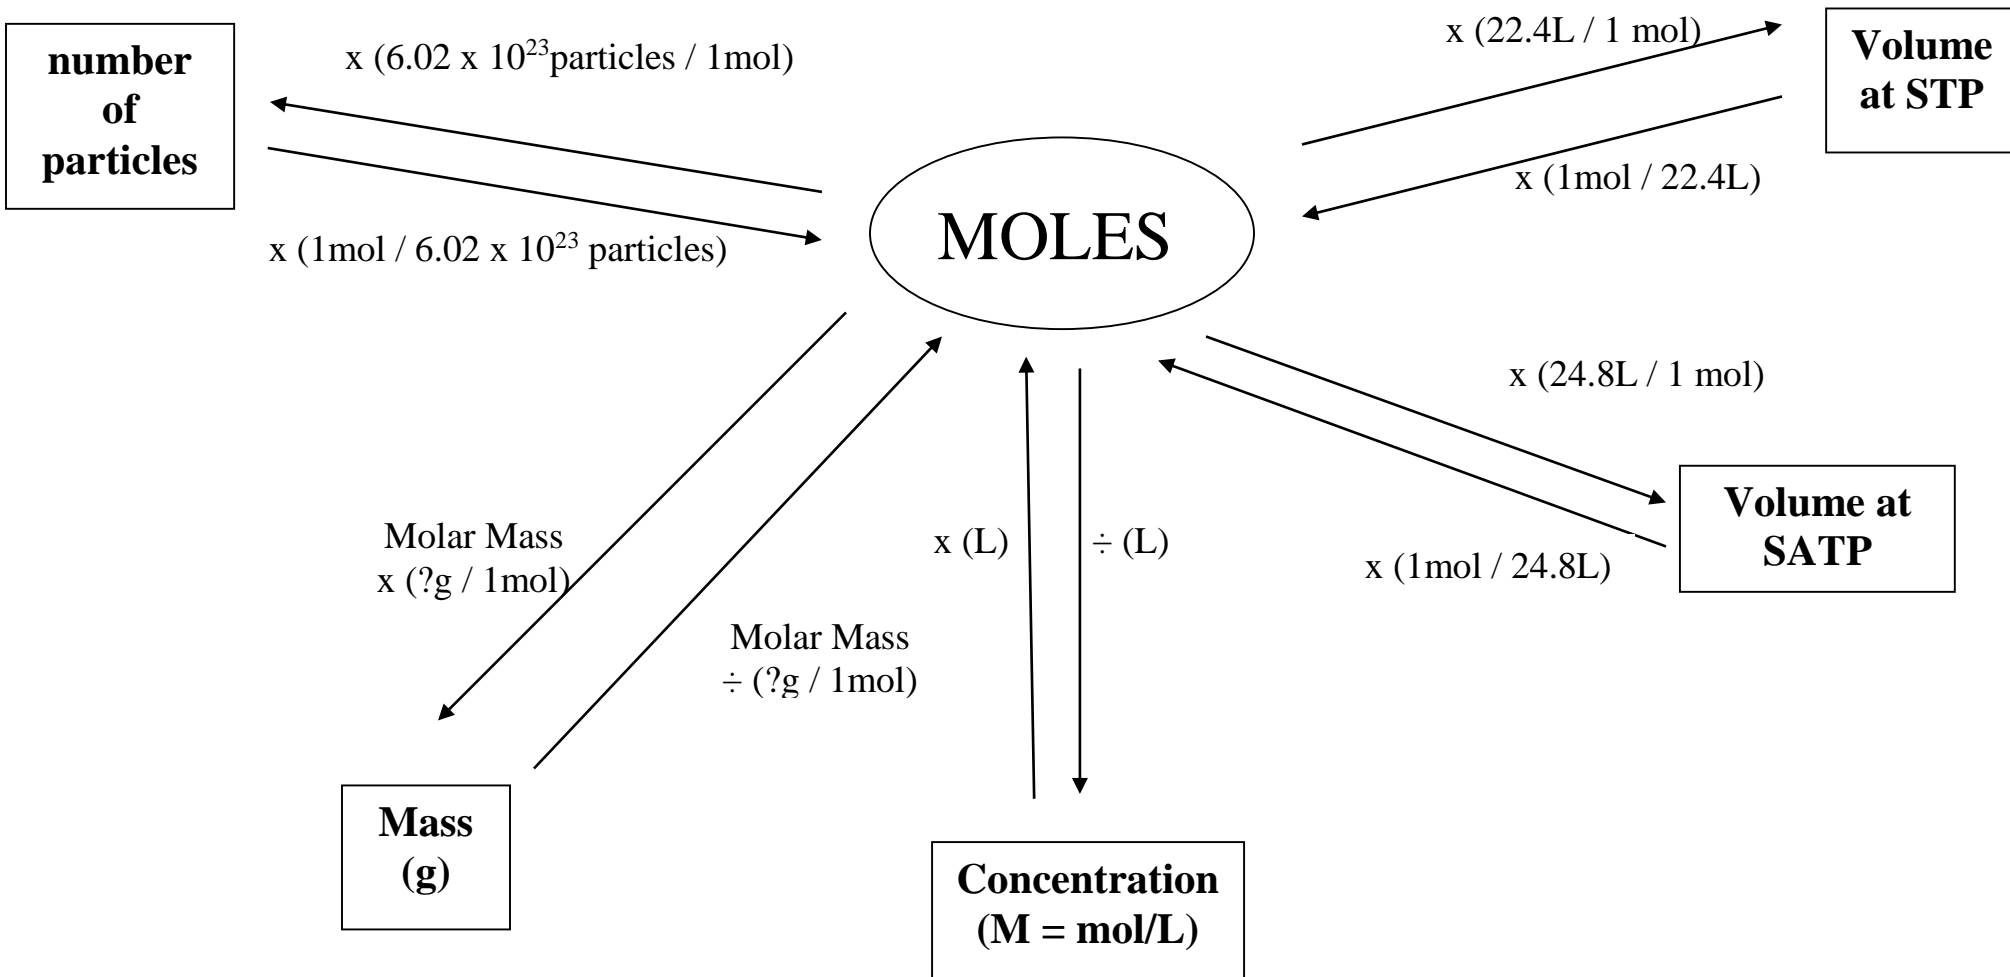 number
of
particles
x (6.02 x 10²³particles / 1mol)
x (1mol / 6.02 x 10²³ particles)
MOLES
x (22.4L / 1 mol)
x (1mol / 22.4L)
Volume
at STP
x (24.8L / 1 mol)
x (1mol / 24.8L)
Volume at
SATP
Molar Mass
x (?g / 1mol)
Molar Mass
÷ (?g / 1mol)
x (L)
÷ (L)
Mass
(g)
Concentration
(M = mol/L)